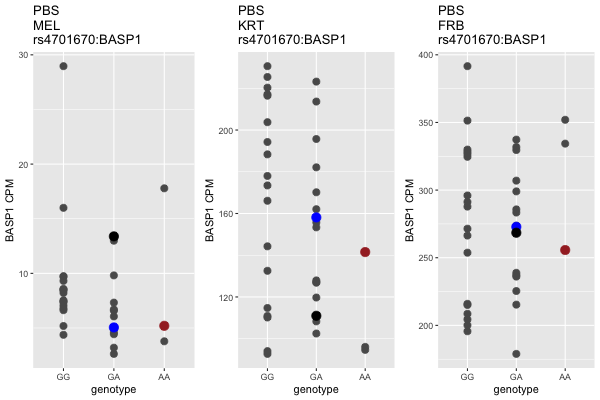 PBS
MEL
rs4701670:BASP1
30
20
10
BASP1 CPM
GG
GA
AA
genotype
PBS
KRT
rs4701670:BASP1
200
160
120
BASP1 CPM
GG
GA
AA
genotype
PBS
FRB
rs4701670:BASP1
400
350
300
250
200
BASP1 CPM
GG
GA
AA
genotype